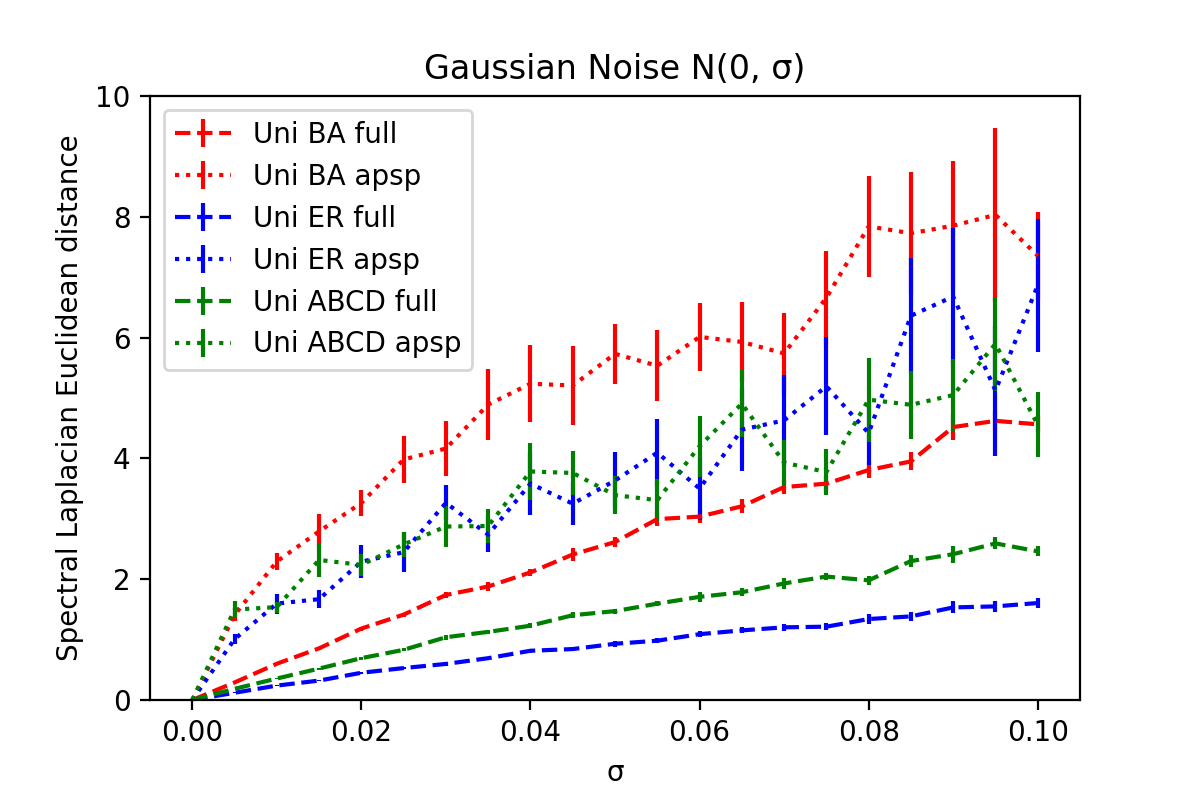 Gaussian Noise N(0, σ)
Spectral Laplacian Euclidean distance
10
8
6
4
2
0
Uni BA full
Uni BA apsp
Uni ER full
Uni ER apsp
Uni ABCD full
Uni ABCD apsp
0.00 0.02 0.04 0.06 0.08 0.10
σ